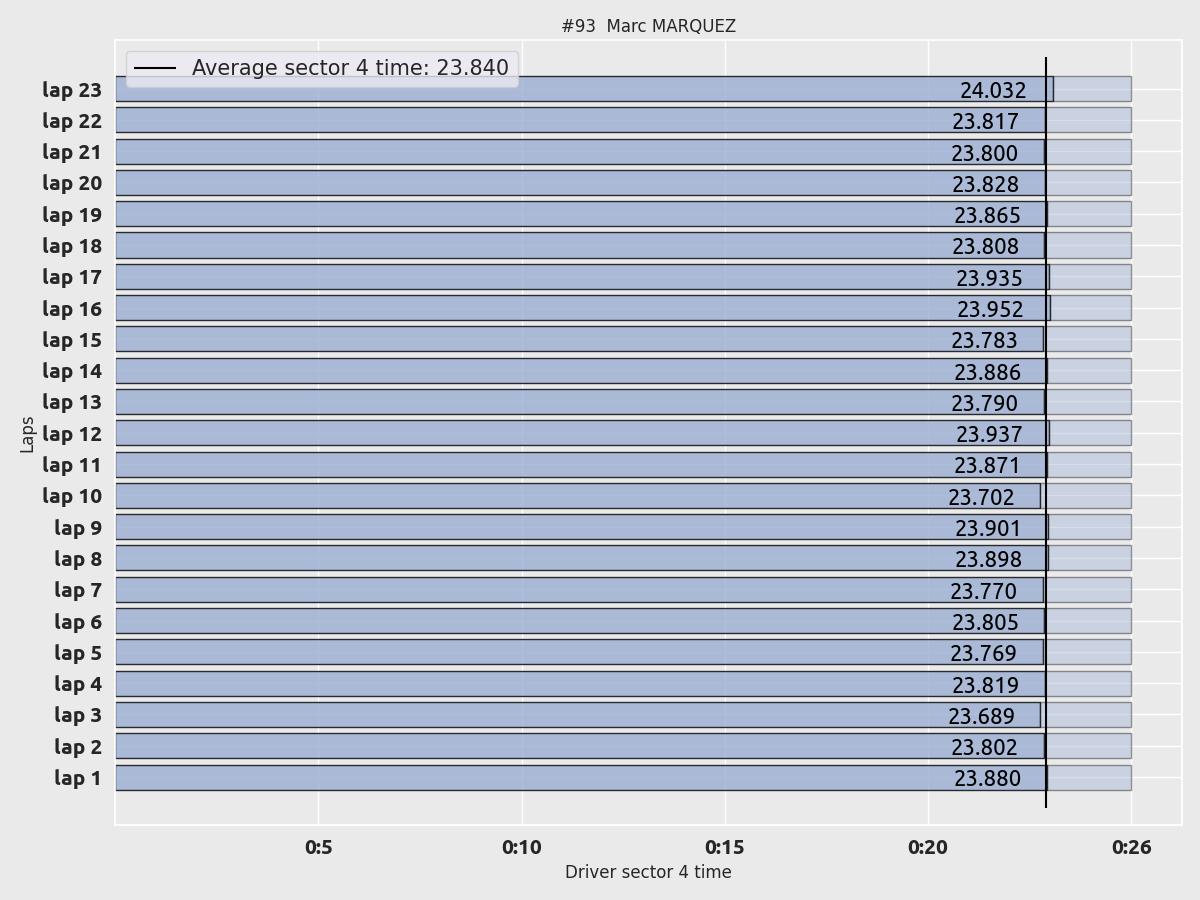 #93  Marc MARQUEZ
Average sector 4 time: 23.840
lap 23 24.032
lap 22 23.817
lap 21 23.800
lap 20 23.828
lap 19 23.865
lap 18 23.808
lap 17 23.935
lap 16 23.952
lap 15 23.783
lap 14 23.886
lap 13 23.790
lap 12 23.937
lap 11 23.871
lap 10 23.702
lap 9 23.901
lap 8 23.898
lap 7 23.770
lap 6 23.805
lap 5 23.769
lap 4 23.819
lap 3 23.689
lap 2 23.802
lap 1 23.880
Laps
0:5 0:10 0:15 0:20 0:26
Driver sector 4 time